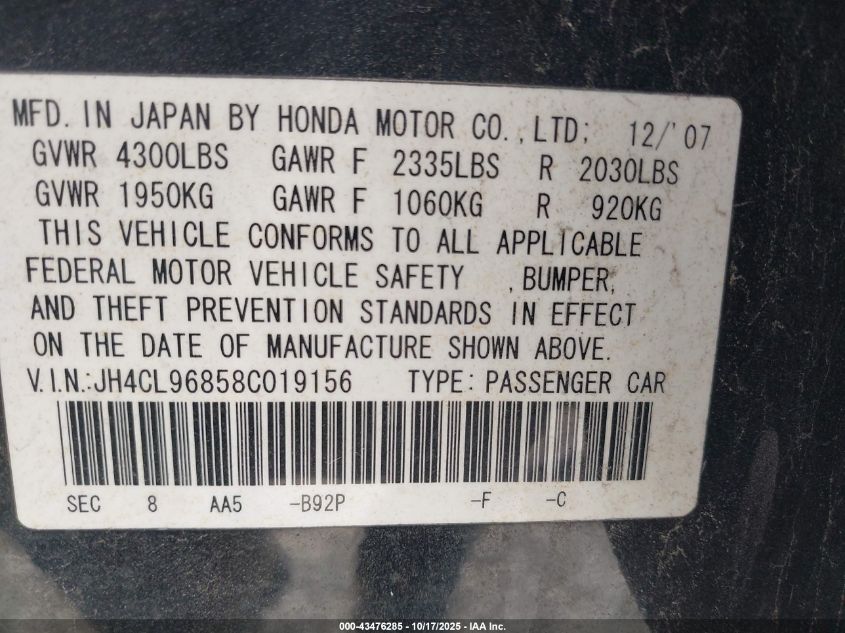 MFD. IN JAPAN BY HONDA MOTOR CO., LTD; 12/'07
GVWR 4300LBS GAWR F 2335LBS R 2030LBS
GVWR 1950KG GAWR F 1060KG R 920KG
THIS VEHICLE CONFORMS TO ALL APPLICABLE
FEDERAL MOTOR VEHICLE SAFETY , BUMPER,
AND THEFT PREVENTION STANDARDS IN EFFECT
ON THE DATE OF MANUFACTURE SHOWN ABOVE.
V.I.N.:JH4CL96858C019156 TYPE: PASSENGER CAR
SEC 8 AA5 -B92P -F -C
000-43476285 - 10/17/2025 - IAA Inc.